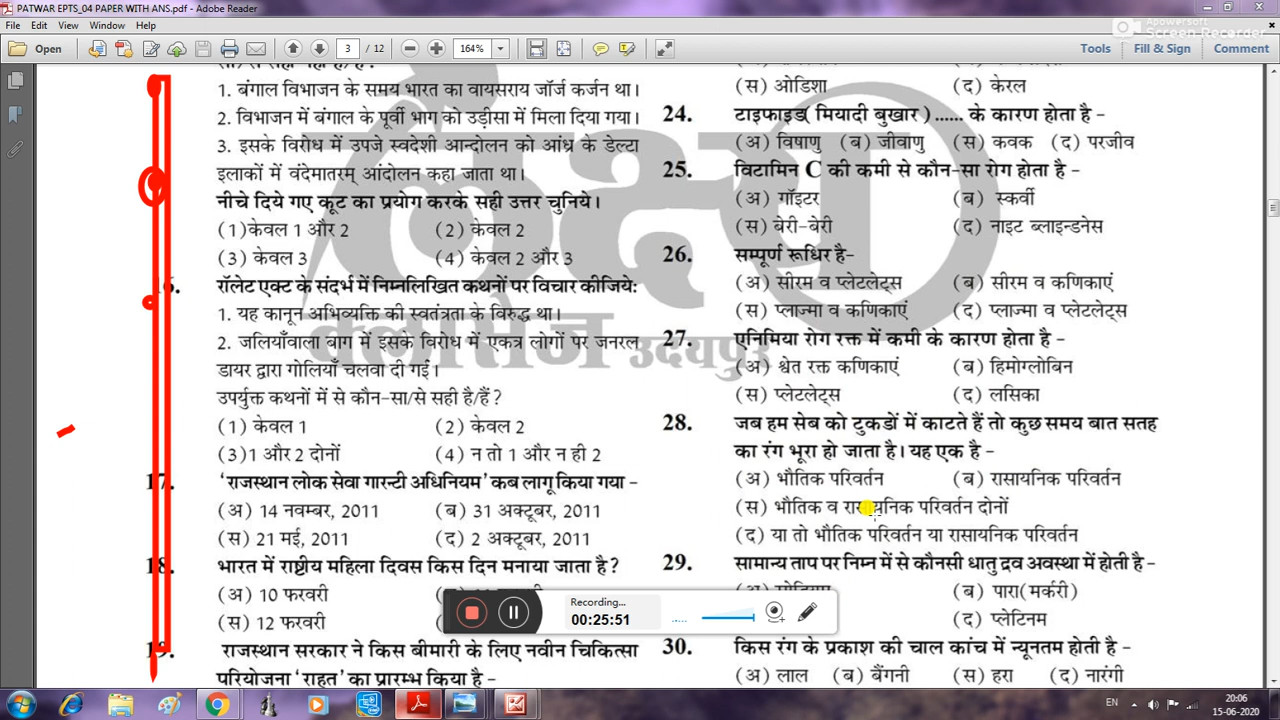 PATWAR EPTS_04 PAPER WITH ANS.pdf - Adobe Reader
File Edit View Window Help
Apowersoft
Screen Recorder
Open
3 / 12
164%
Tools Fill & Sign Comment
1. बंगाल विभाजन के समय भारत का वायसराय जॉर्ज कर्जन था।
2. विभाजन में बंगाल के पूर्वी भाग को उड़ीसा में मिला दिया गया।
3. इसके विरोध में उपजे स्वदेशी आन्दोलन को आंध्र के डेल्टा
इलाकों में वंदेमातरम् आंदोलन कहा जाता था।
नीचे दिये गए कूट का प्रयोग करके सही उत्तर चुनिये।
(1)केवल 1 और 2 (2) केवल 2
(3) केवल 3 (4) केवल 2 और 3
16. रॉलेट एक्ट के संदर्भ में निम्नलिखित कथनों पर विचार कीजिये:
1. यह कानून अभिव्यक्ति की स्वतंत्रता के विरुद्ध था।
2. जलियाँवाला बाग में इसके विरोध में एकत्र लोगों पर जनरल
डायर द्वारा गोलियाँ चलवा दी गईं।
उपर्युक्त कथनों में से कौन-सा/से सही है/हैं?
(1) केवल 1 (2) केवल 2
(3)1 और 2 दोनों (4) न तो 1 और न ही 2
17. 'राजस्थान लोक सेवा गारन्टी अधिनियम' कब लागू किया गया -
(अ) 14 नवम्बर, 2011 (ब) 31 अक्टूबर, 2011
(स) 21 मई, 2011 (द) 2 अक्टूबर, 2011
18. भारत में राष्ट्रीय महिला दिवस किस दिन मनाया जाता है?
(अ) 10 फरवरी
(स) 12 फरवरी
19. राजस्थान सरकार ने किस बीमारी के लिए नवीन चिकित्सा
परियोजना 'राहत' का प्रारम्भ किया है -
(स) ओडिशा (द) केरल
24. टाइफाइड( मियादी बुखार ) ...... के कारण होता है -
(अ) विषाणु (ब) जीवाणु (स) कवक (द) परजीव
25. विटामिन C की कमी से कौन-सा रोग होता है -
(अ) गॉइटर (ब) स्कर्वी
(स) बेरी-बेरी (द) नाइट ब्लाइन्डनेस
26. सम्पूर्ण रूधिर है-
(अ) सीरम व प्लेटलेट्स (ब) सीरम व कणिकाएं
(स) प्लाज्मा व कणिकाएं (द) प्लाज्मा व प्लेटलेट्स
27. एनिमिया रोग रक्त में कमी के कारण होता है -
(अ) श्वेत रक्त कणिकाएं (ब) हिमोग्लोबिन
(स) प्लेटलेट्स (द) लसिका
28. जब हम सेब को टुकडों में काटते हैं तो कुछ समय बात सतह
का रंग भूरा हो जाता है। यह एक है -
(अ) भौतिक परिवर्तन (ब) रासायनिक परिवर्तन
(स) भौतिक व रासायनिक परिवर्तन दोनों
(द) या तो भौतिक परिवर्तन या रासायनिक परिवर्तन
29. सामान्य ताप पर निम्न में से कौनसी धातु द्रव अवस्था में होती है -
(ब) पारा(मर्करी)
(द) प्लेटिनम
30. किस रंग के प्रकाश की चाल कांच में न्यूनतम होती है -
(अ) लाल (ब) बैंगनी (स) हरा (द) नारंगी
लक्ष्य
क्लासेज उदयपुर
Recording...
00:25:51
EN
20:06
15-06-2020